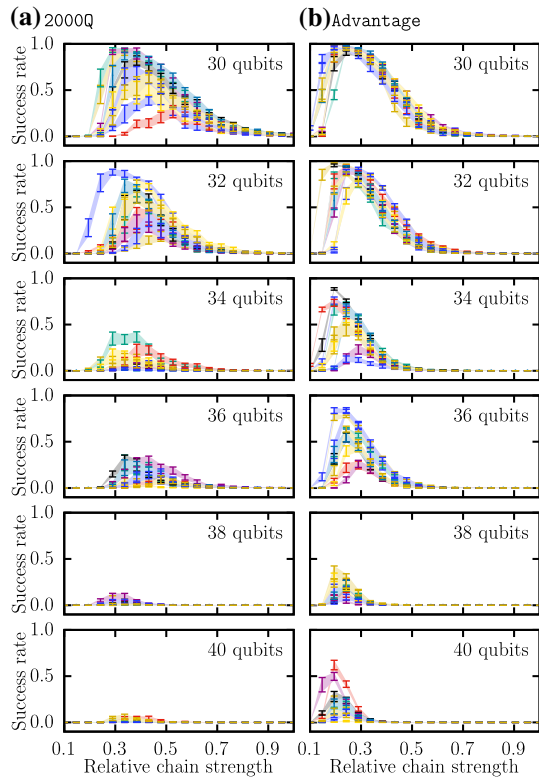 (a) 2000Q (b) Advantage
1.0 30 qubits 30 qubits
0.5
0.0
Success rate
1.0 32 qubits 32 qubits
0.5
0.0
Success rate
1.0 34 qubits 34 qubits
0.5
0.0
Success rate
1.0 36 qubits 36 qubits
0.5
0.0
Success rate
1.0 38 qubits 38 qubits
0.5
0.0
Success rate
1.0 40 qubits 40 qubits
0.5
0.0
Success rate
0.1 0.3 0.5 0.7 0.9 0.1 0.3 0.5 0.7 0.9
Relative chain strength Relative chain strength